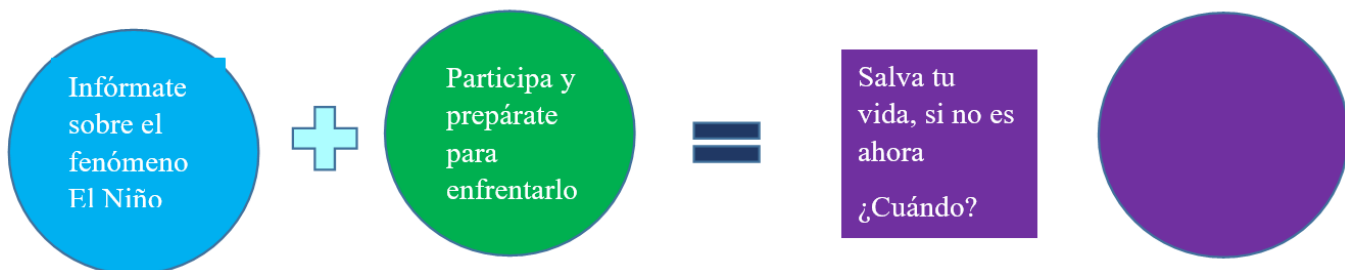 Infórmate
sobre el
fenómeno
El Niño
Participa y
prepárate
para
enfrentarlo
Salva tu
vida, si no es
ahora
¿Cuándo?